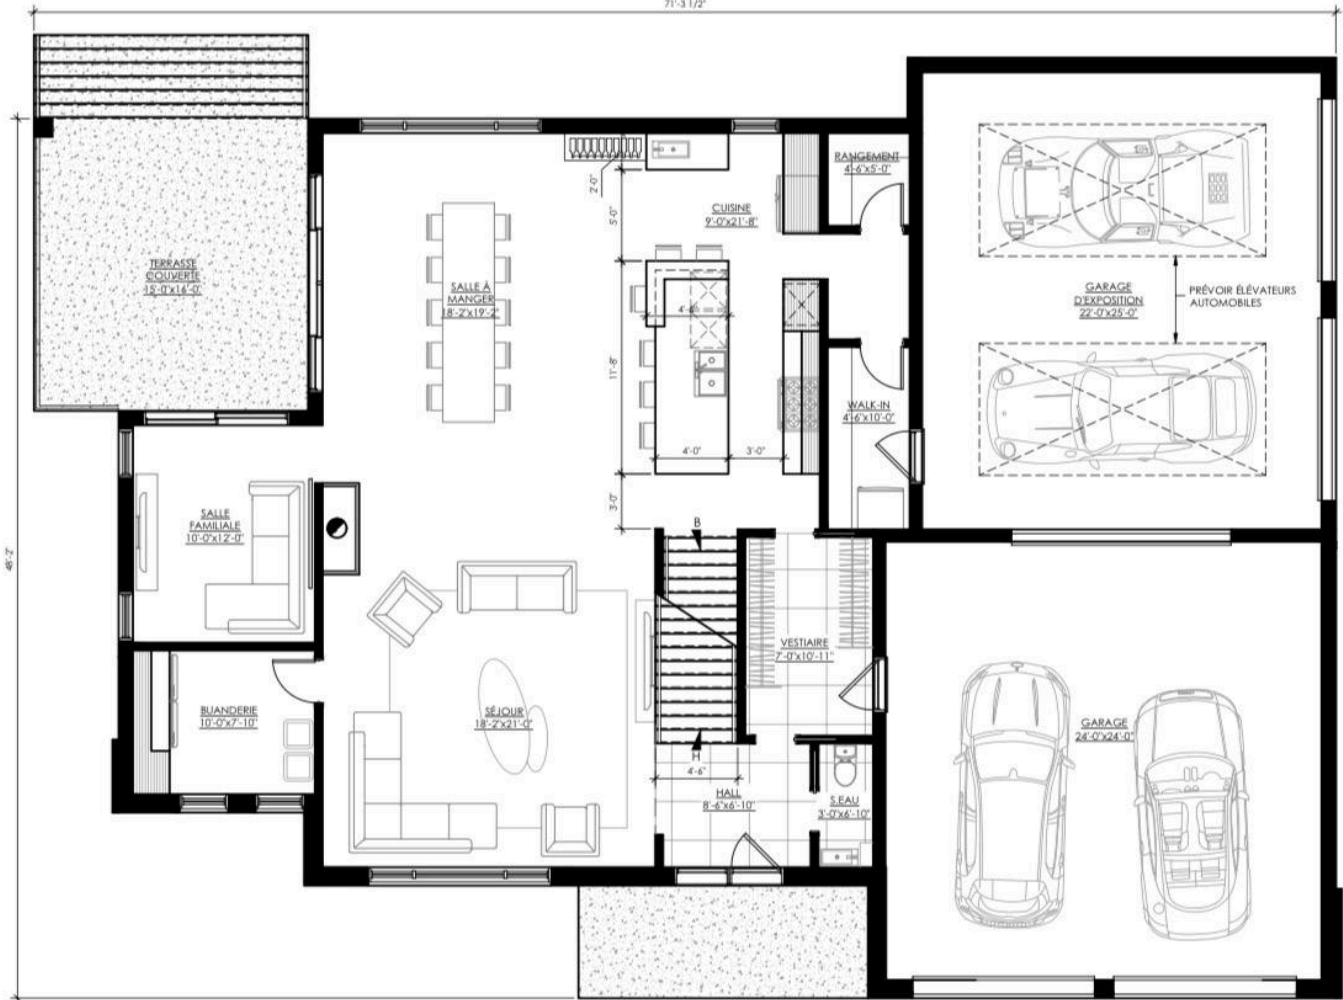 71'-3 1/2"
RANGEMENT
4'-6"x5'-0"
2'-0"
5'-0"
CUISINE
9'-0"x21'-8"
TERRASSE
COUVERTE
15'-0"x16'-0"
SALLE À
MANGER
18'-2"x19'-2"
GARAGE
D'EXPOSITION
22'-0"x25'-0"
PRÉVOIR ÉLÉVATEURS
AUTOMOBILES
11'-8"
WALK-IN
4'-6"x10'-0"
4'-0"
3'-0"
SALLE
FAMILIALE
10'-0"x12'-0"
3'-0"
B
48'-2"
VESTIAIRE
7'-0"x10'-11"
BUANDERIE
10'-0"x7'-10"
SÉJOUR
18'-2"x21'-0"
GARAGE
24'-0"x24'-0"
H
4'-6"
HALL
8'-6"x6'-10"
S.EAU
3'-0"x6'-10"